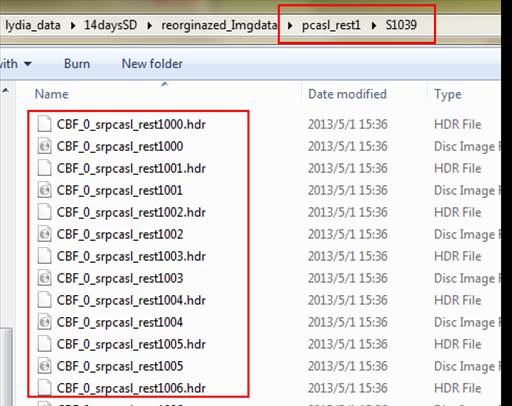 lydia_data ▸ 14daysSD ▸ reorginazed_Imgdata ▸ pcasl_rest1 ▸ S1039
with Burn New folder
Name Date modified Type
CBF_0_srpcasl_rest1000.hdr 2013/5/1 15:36 HDR File
CBF_0_srpcasl_rest1000 2013/5/1 15:36 Disc Image F
CBF_0_srpcasl_rest1001.hdr 2013/5/1 15:36 HDR File
CBF_0_srpcasl_rest1001 2013/5/1 15:36 Disc Image F
CBF_0_srpcasl_rest1002.hdr 2013/5/1 15:36 HDR File
CBF_0_srpcasl_rest1002 2013/5/1 15:36 Disc Image F
CBF_0_srpcasl_rest1003.hdr 2013/5/1 15:36 HDR File
CBF_0_srpcasl_rest1003 2013/5/1 15:36 Disc Image F
CBF_0_srpcasl_rest1004.hdr 2013/5/1 15:36 HDR File
CBF_0_srpcasl_rest1004 2013/5/1 15:36 Disc Image F
CBF_0_srpcasl_rest1005.hdr 2013/5/1 15:36 HDR File
CBF_0_srpcasl_rest1005 2013/5/1 15:36 Disc Image F
CBF_0_srpcasl_rest1006.hdr 2013/5/1 15:36 HDR File